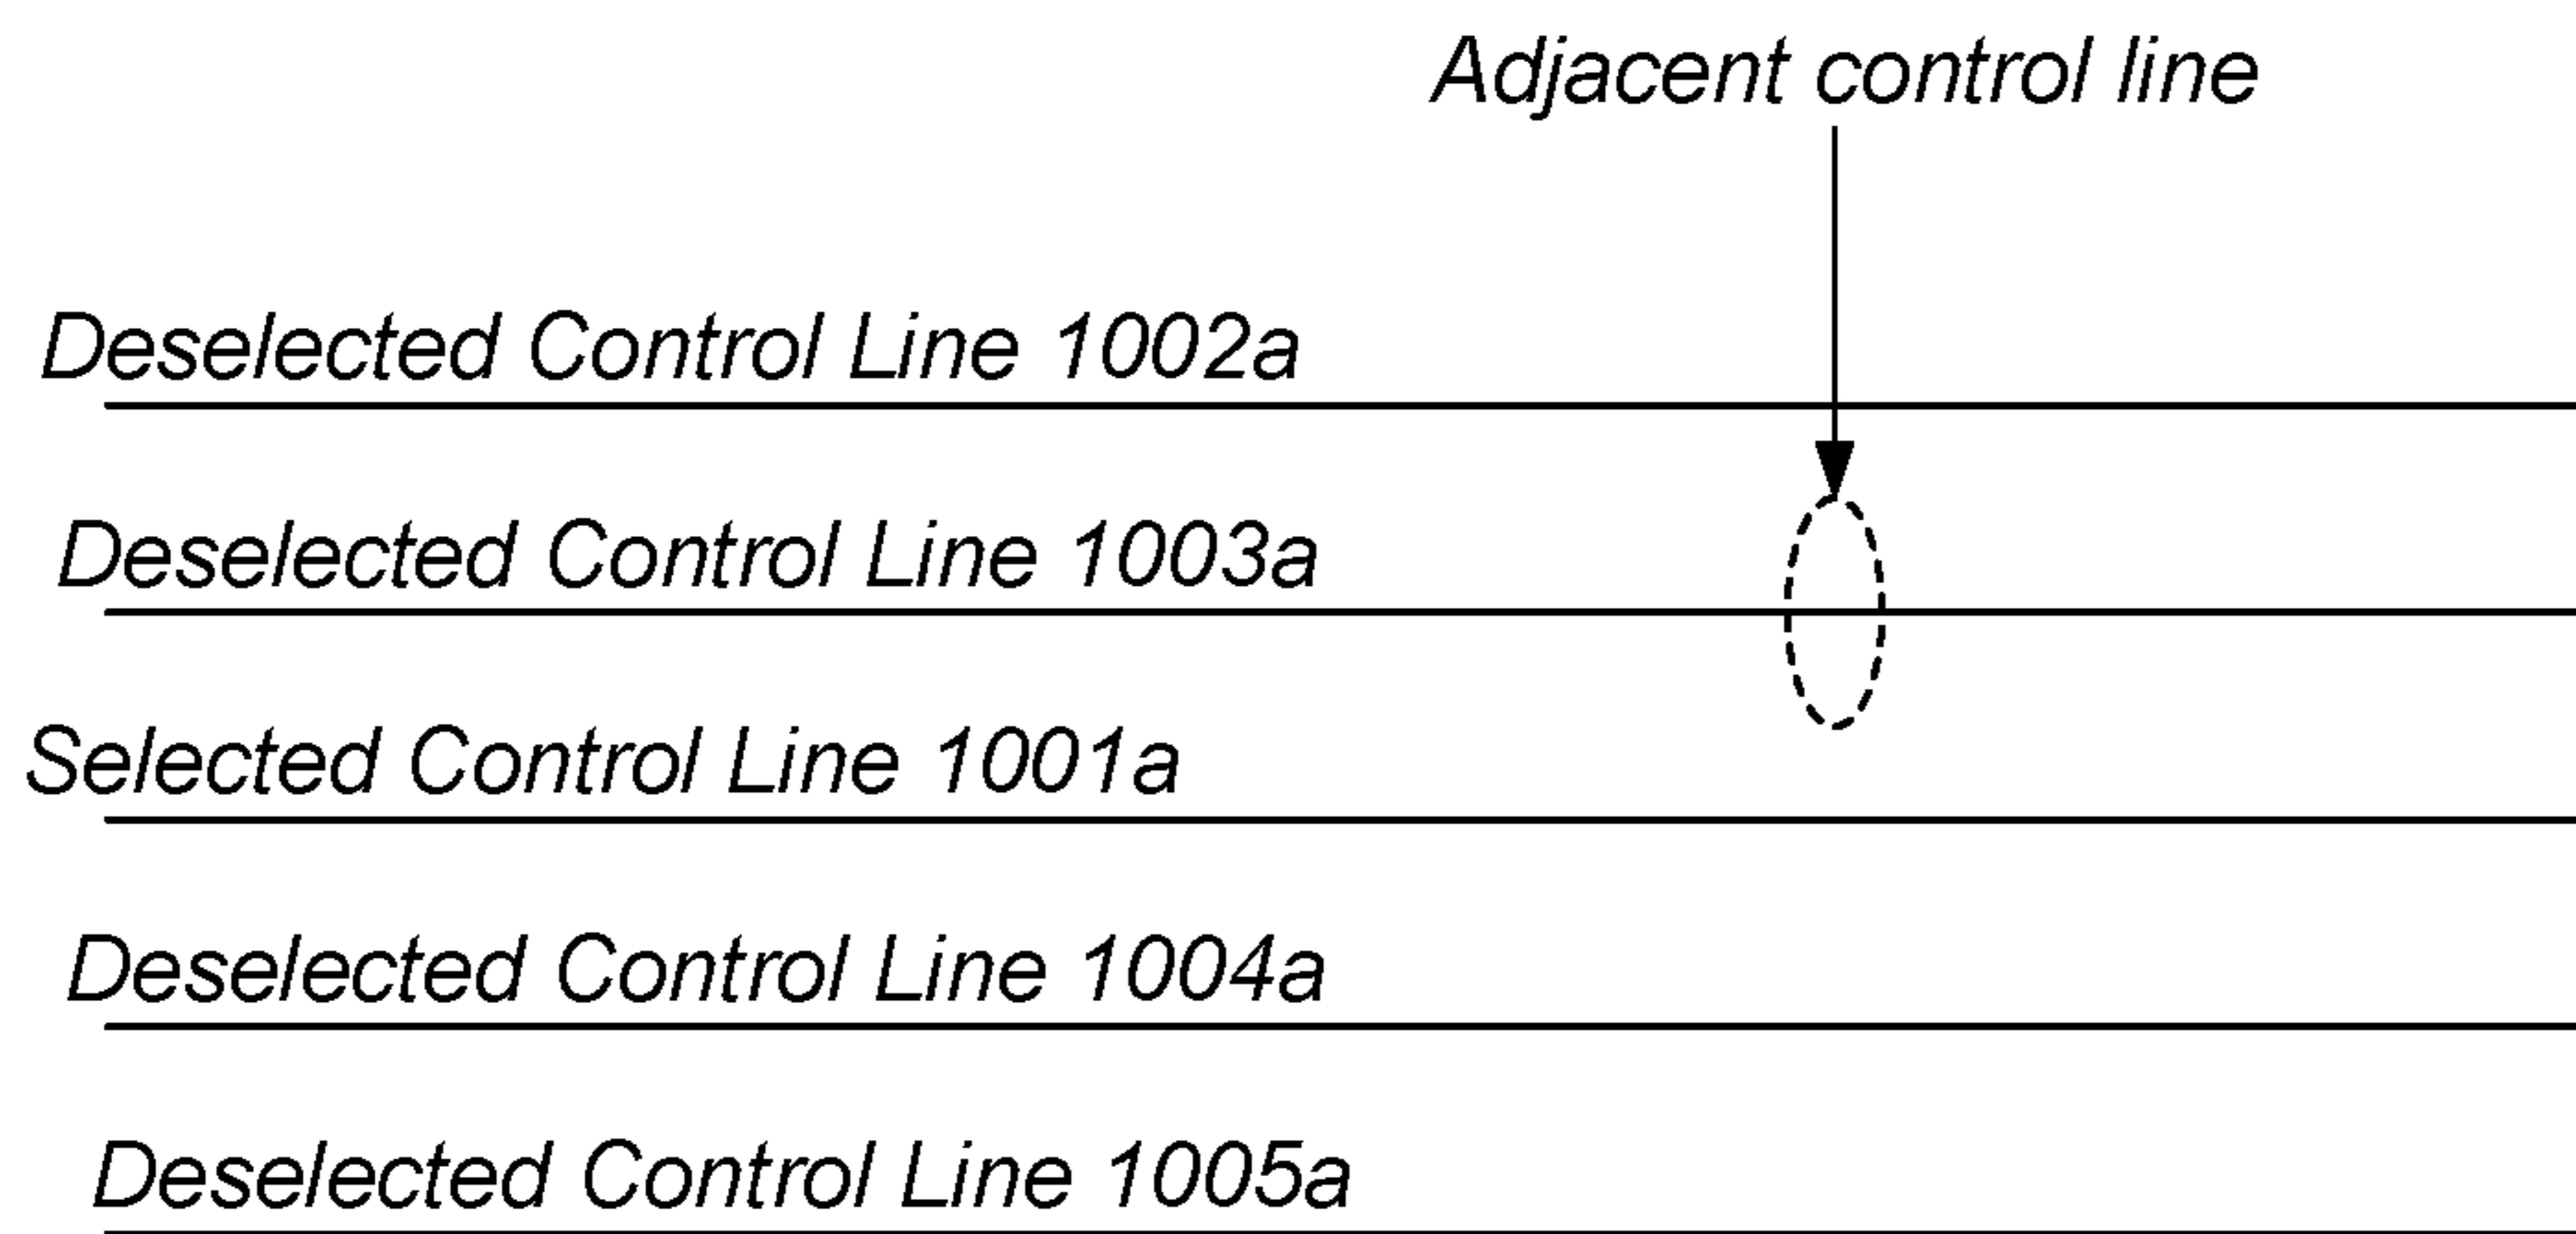 Adjacent control line
Deselected Control Line 1002a
Deselected Control Line 1003a
Selected Control Line 1001a
Deselected Control Line 1004a
Deselected Control Line 1005a